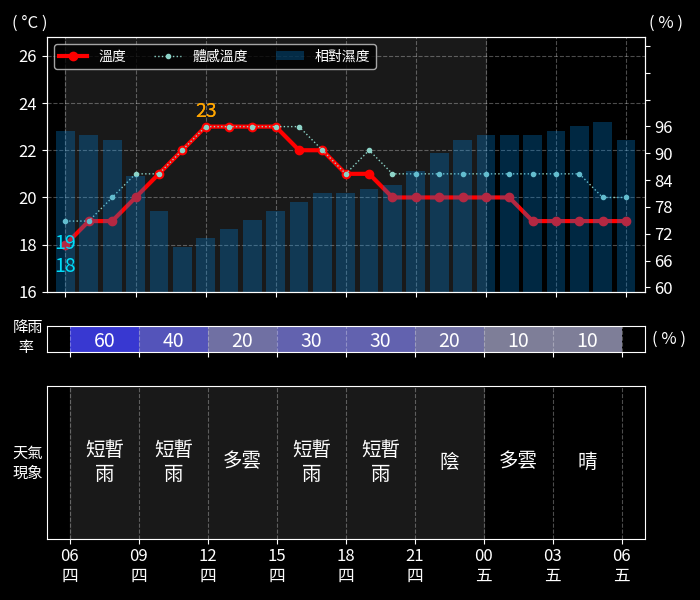 ( °C )
( % )
溫度
體感溫度
相對濕度
26
24
22
20
18
16
96
90
84
78
72
66
60
23
19
18
降雨
率
60
40
20
30
30
20
10
10
( % )
天氣
現象
短暫
雨
短暫
雨
多雲
短暫
雨
短暫
雨
陰
多雲
晴
06
四
09
四
12
四
15
四
18
四
21
四
00
五
03
五
06
五